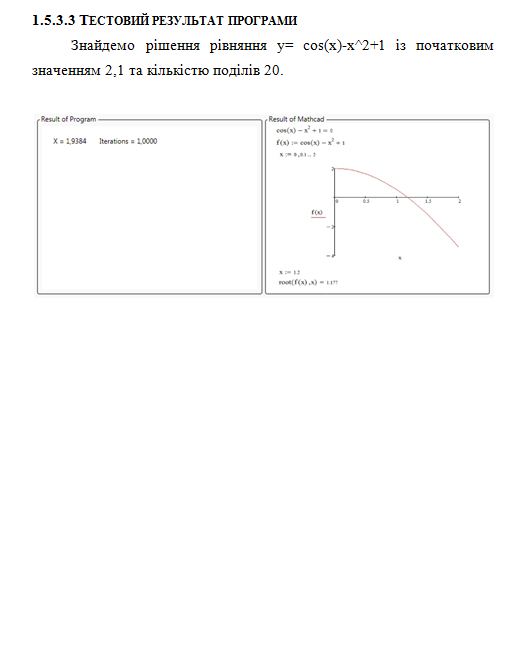 1.5.3.3 ТЕСТОВИЙ РЕЗУЛЬТАТ ПРОГРАМИ
Знайдемо рішення рівняння y= cos(x)-x^2+1 із початковим
значенням 2,1 та кількістю поділів 20.
Result of Program
X = 1,9384 Iterations = 1,0000
Result of Mathcad
cos(x) − x² + 1 = 0
f(x) := cos(x) − x² + 1
x := 0,0.1 .. 2
2
0 0.5 1 1.5 2
f(x)
−2
−4
x
x := 1.2
root(f(x),x) = 1.177